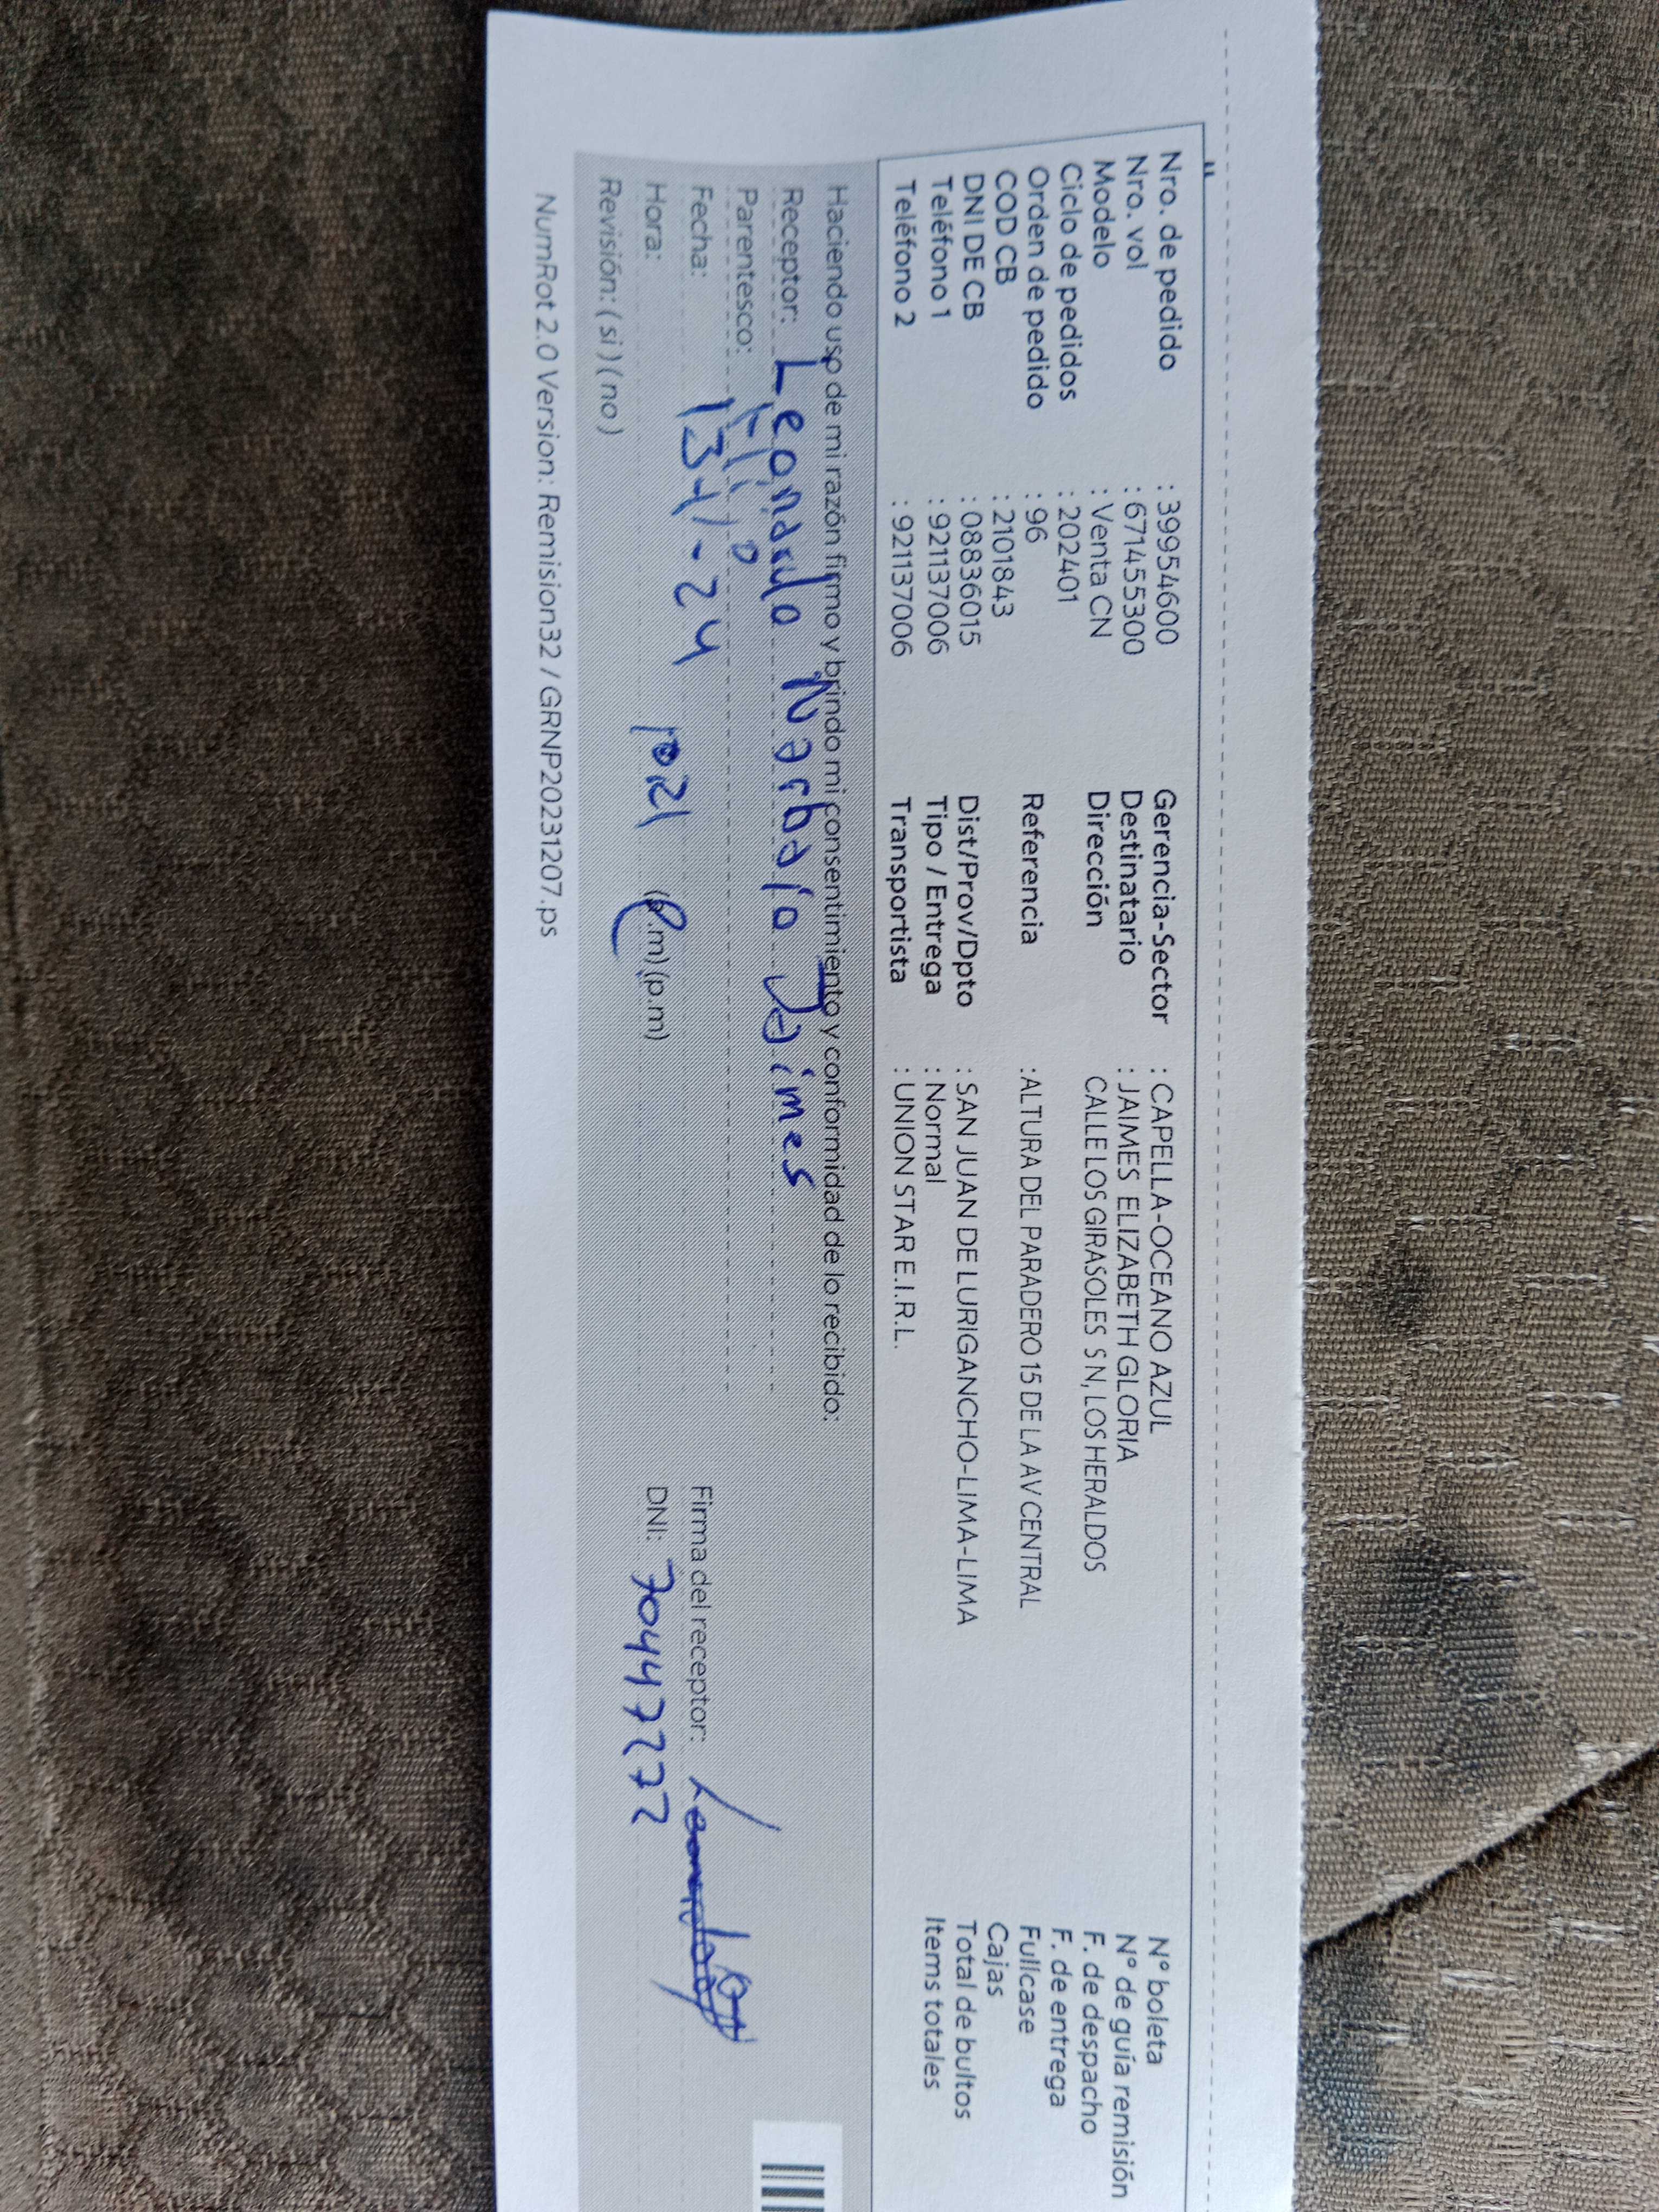 Nro. de pedido : 39954600
Nro. vol : 671455300
Modelo : Venta CN
Ciclo de pedidos : 202401
Orden de pedido : 96
COD CB : 2101843
DNI DE CB : 08836015
Teléfono 1 : 921137006
Teléfono 2 : 921137006
Gerencia-Sector : CAPELLA-OCEANO AZUL
Destinatario : JAIMES ELIZABETH GLORIA
Dirección CALLE LOS GIRASOLES S N, LOS HERALDOS
Referencia :ALTURA DEL PARADERO 15 DE LA AV CENTRAL
Dist/Prov/Dpto : SAN JUAN DE LURIGANCHO-LIMA-LIMA
Tipo / Entrega : Normal
Transportista : UNION STAR E.I.R.L.
N° boleta
N° de guía remisión
F. de despacho
F. de entrega
Fullcase
Cajas
Total de bultos
Items totales
Haciendo uso de mi razón firmo y brindo mi consentimiento y conformidad de lo recibido:
Receptor: Leonardo Narbajo Jaimes
Parentesco:
Fecha: 13-1-24
Hora: (a.m) (p.m)
Revisión: ( si ) ( no )
Firma del receptor:
DNI: 70447272
NumRot 2.0 Version: Remision32 / GRNP20231207.ps